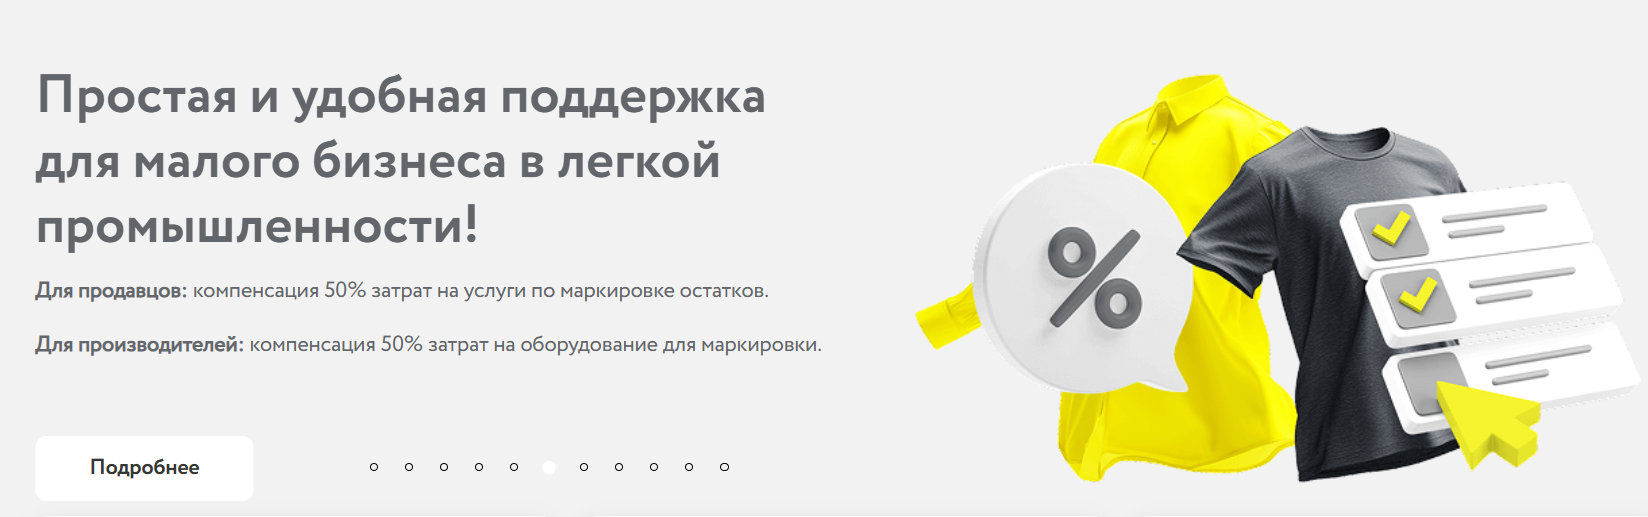 Простая и удобная поддержка
для малого бизнеса в легкой
промышленности!
Для продавцов: компенсация 50% затрат на услуги по маркировке остатков.
Для производителей: компенсация 50% затрат на оборудование для маркировки.
Подробнее
%